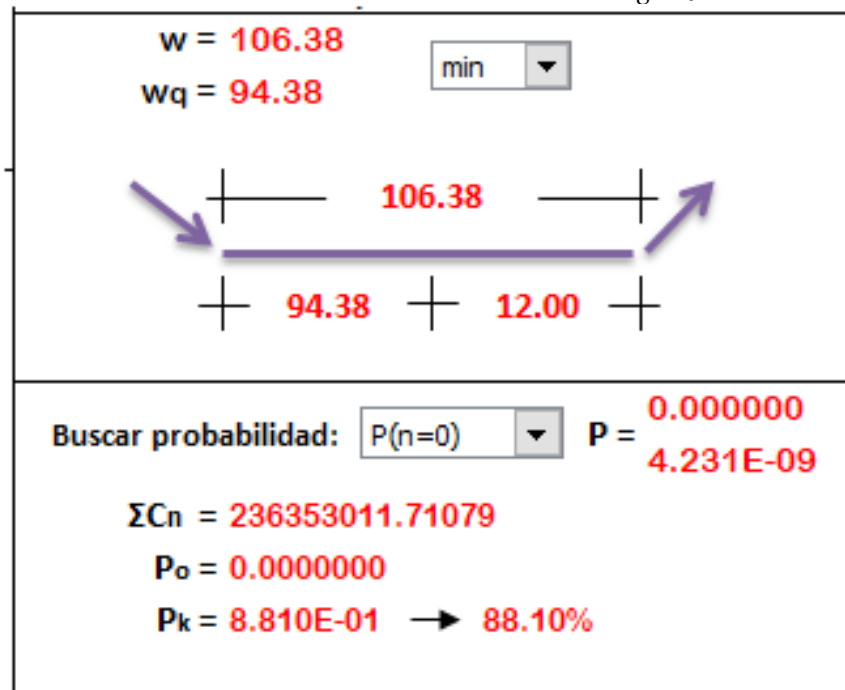 w = 106.38
min
wq = 94.38
106.38
94.38
12.00
Buscar probabilidad:
P(n=0)
P =
0.000000
4.231E-09
ΣCn = 236353011.71079
Po = 0.0000000
Pk = 8.810E-01 → 88.10%